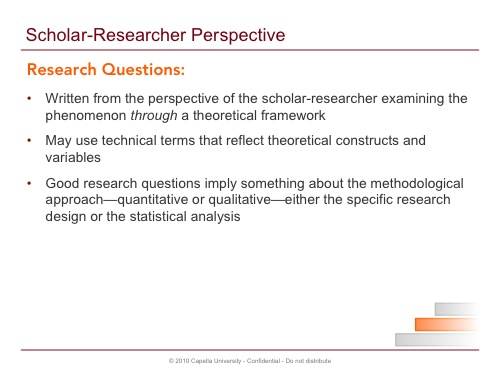 Scholar-Researcher Perspective
Research Questions:
• Written from the perspective of the scholar-researcher examining the
phenomenon through a theoretical framework
• May use technical terms that reflect theoretical constructs and
variables
• Good research questions imply something about the methodological
approach—quantitative or qualitative—either the specific research
design or the statistical analysis
© 2010 Capella University - Confidential - Do not distribute